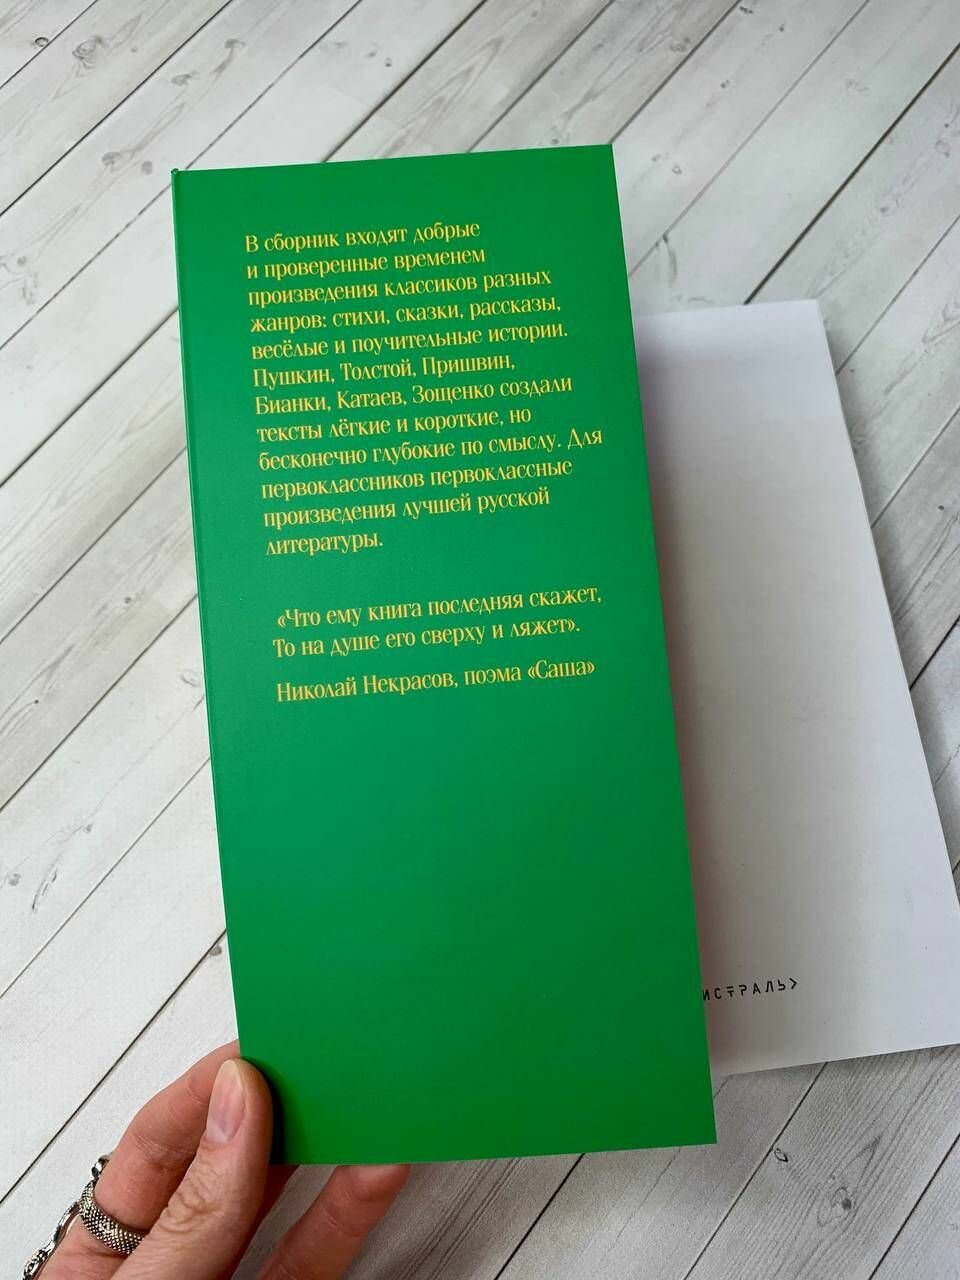 В сборник входят добрые
и проверенные временем
произведения классиков разных
жанров: стихи, сказки, рассказы,
весёлые и поучительные истории.
Пушкин, Толстой, Пришвин,
Бианки, Катаев, Зощенко создали
тексты лёгкие и короткие, но
бесконечно глубокие по смыслу. Для
первоклассников первоклассные
произведения лучшей русской
литературы.
«Что ему книга последняя скажет,
То на душе его сверху и ляжет».
Николай Некрасов, поэма «Саша»
ИСТРАЛЬ>